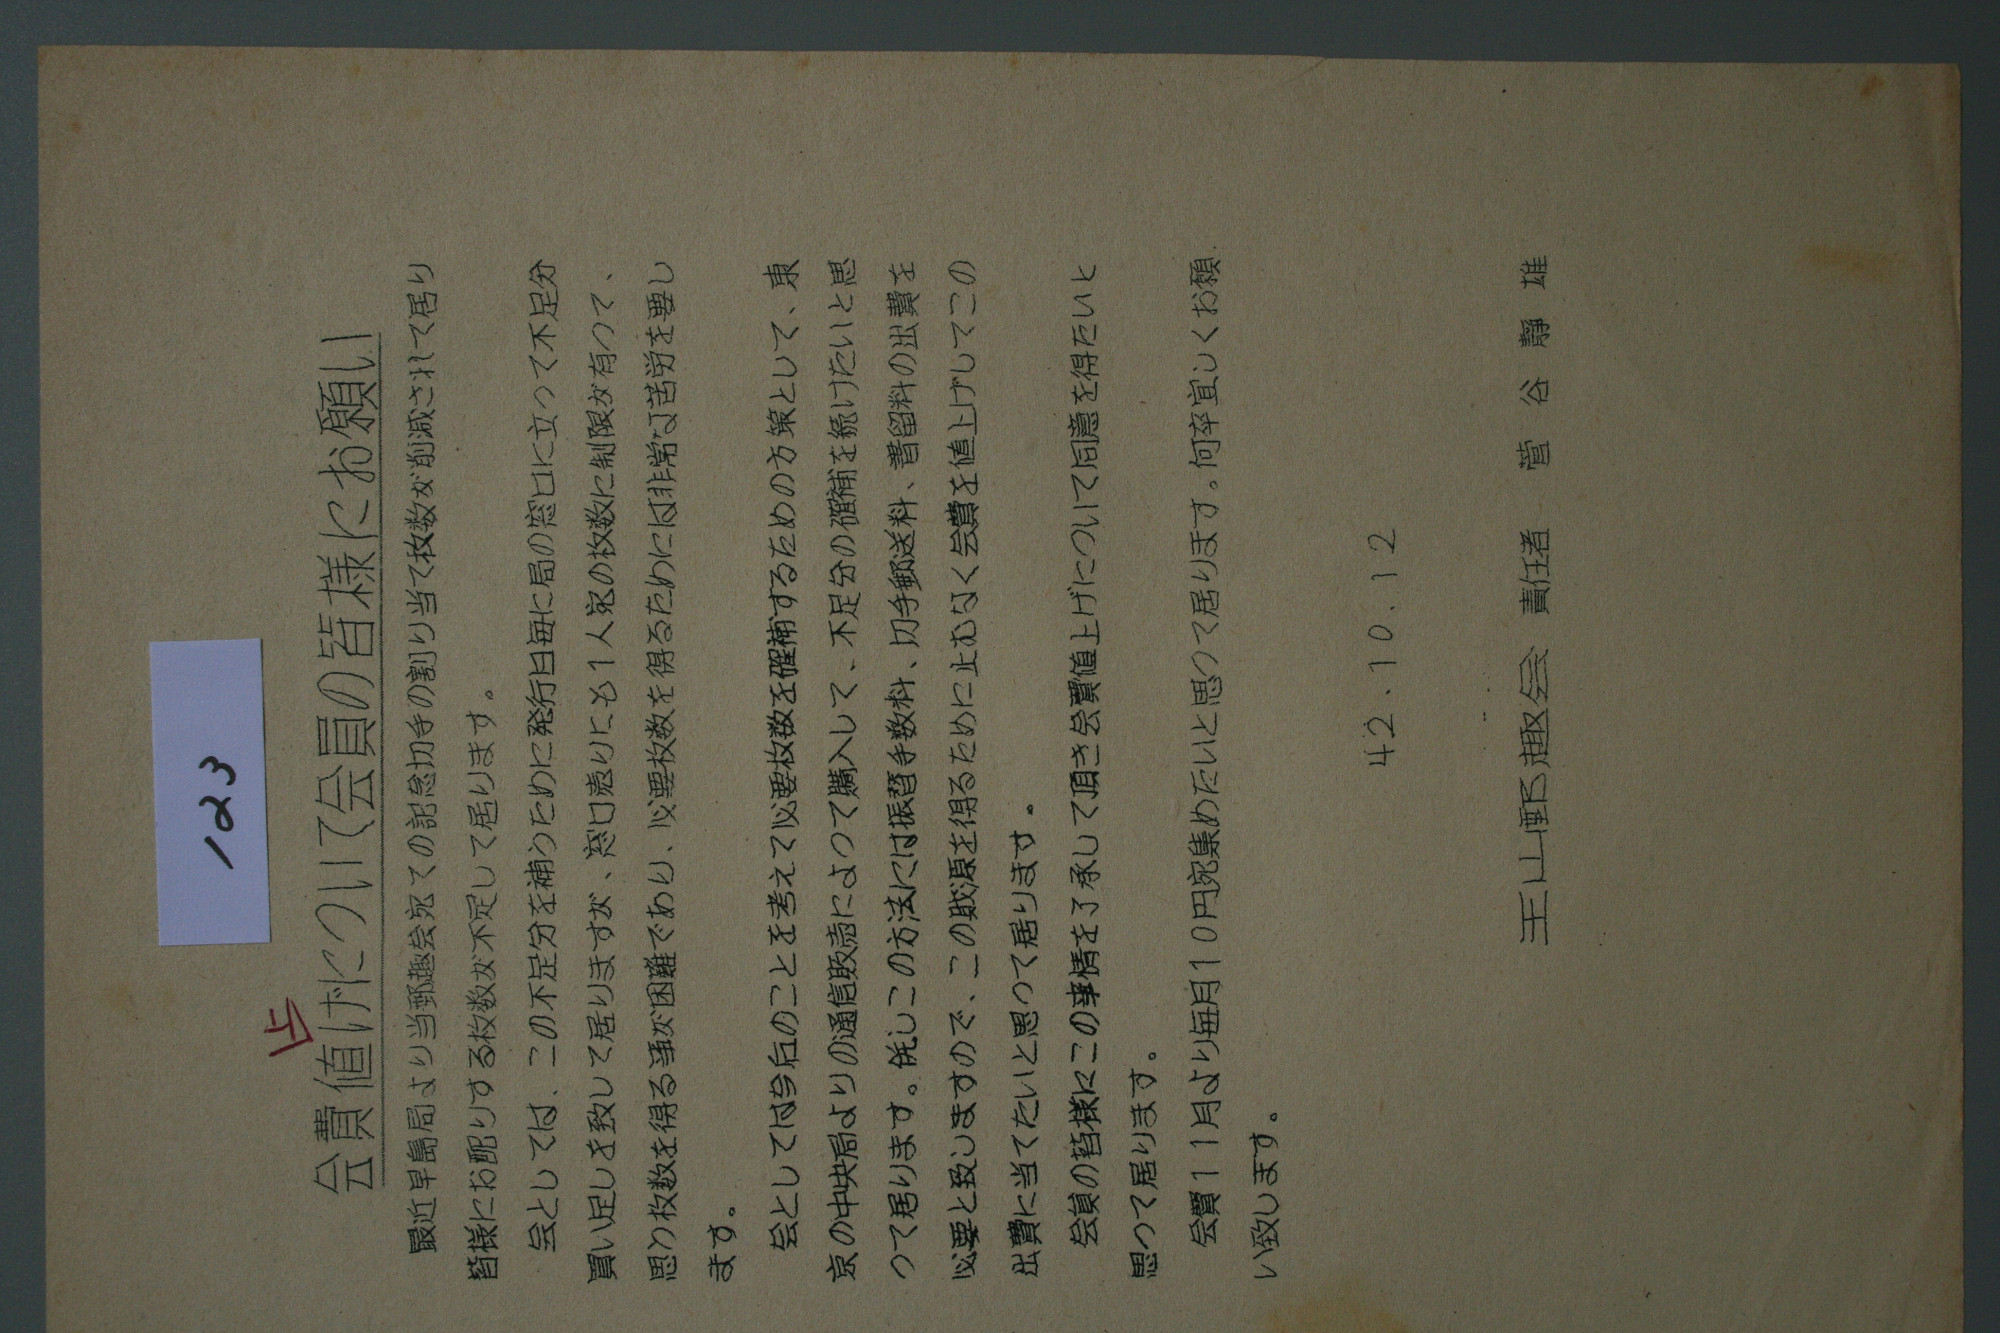 123
上
会費値げについて会員の皆様にお願い
最近早島局より当郵趣会宛ての記念切手の割り当て枚数が削減されて居り
皆様にお配りする枚数が不定して居ります。
会としては、この不足分を補うために発行日毎に局の窓口に立つて不足分
買い足しを致して居りますが、窓口売りにも1人宛の枚数に制限が有つて、
思う枚数を得る事が困難であり、必要枚数を得るためには非常な苦労を要し
ます。
会としては今后のことを考えて必要枚数を確補するための方策として、東
京の中央局よりの通信販売によつて購入して、不足分の確補を続けたいと思
つて居ります。併しこの方法には振替手数料、切手郵送料、書留料の出費を
必要と致しますので、この財源を得るために止むなく会費を値上げしてこの
出費に当てたいと思つて居ります。
会員の皆様にこの事情を了承して頂き会費値上げについて同意を得たいと
思つて居ります。
会費11月より毎月10円宛集めたいと思つて居ります。何卒宜しくお願
い致します。
42.10.12
王山郵趣会 責任者 菅谷靜雄